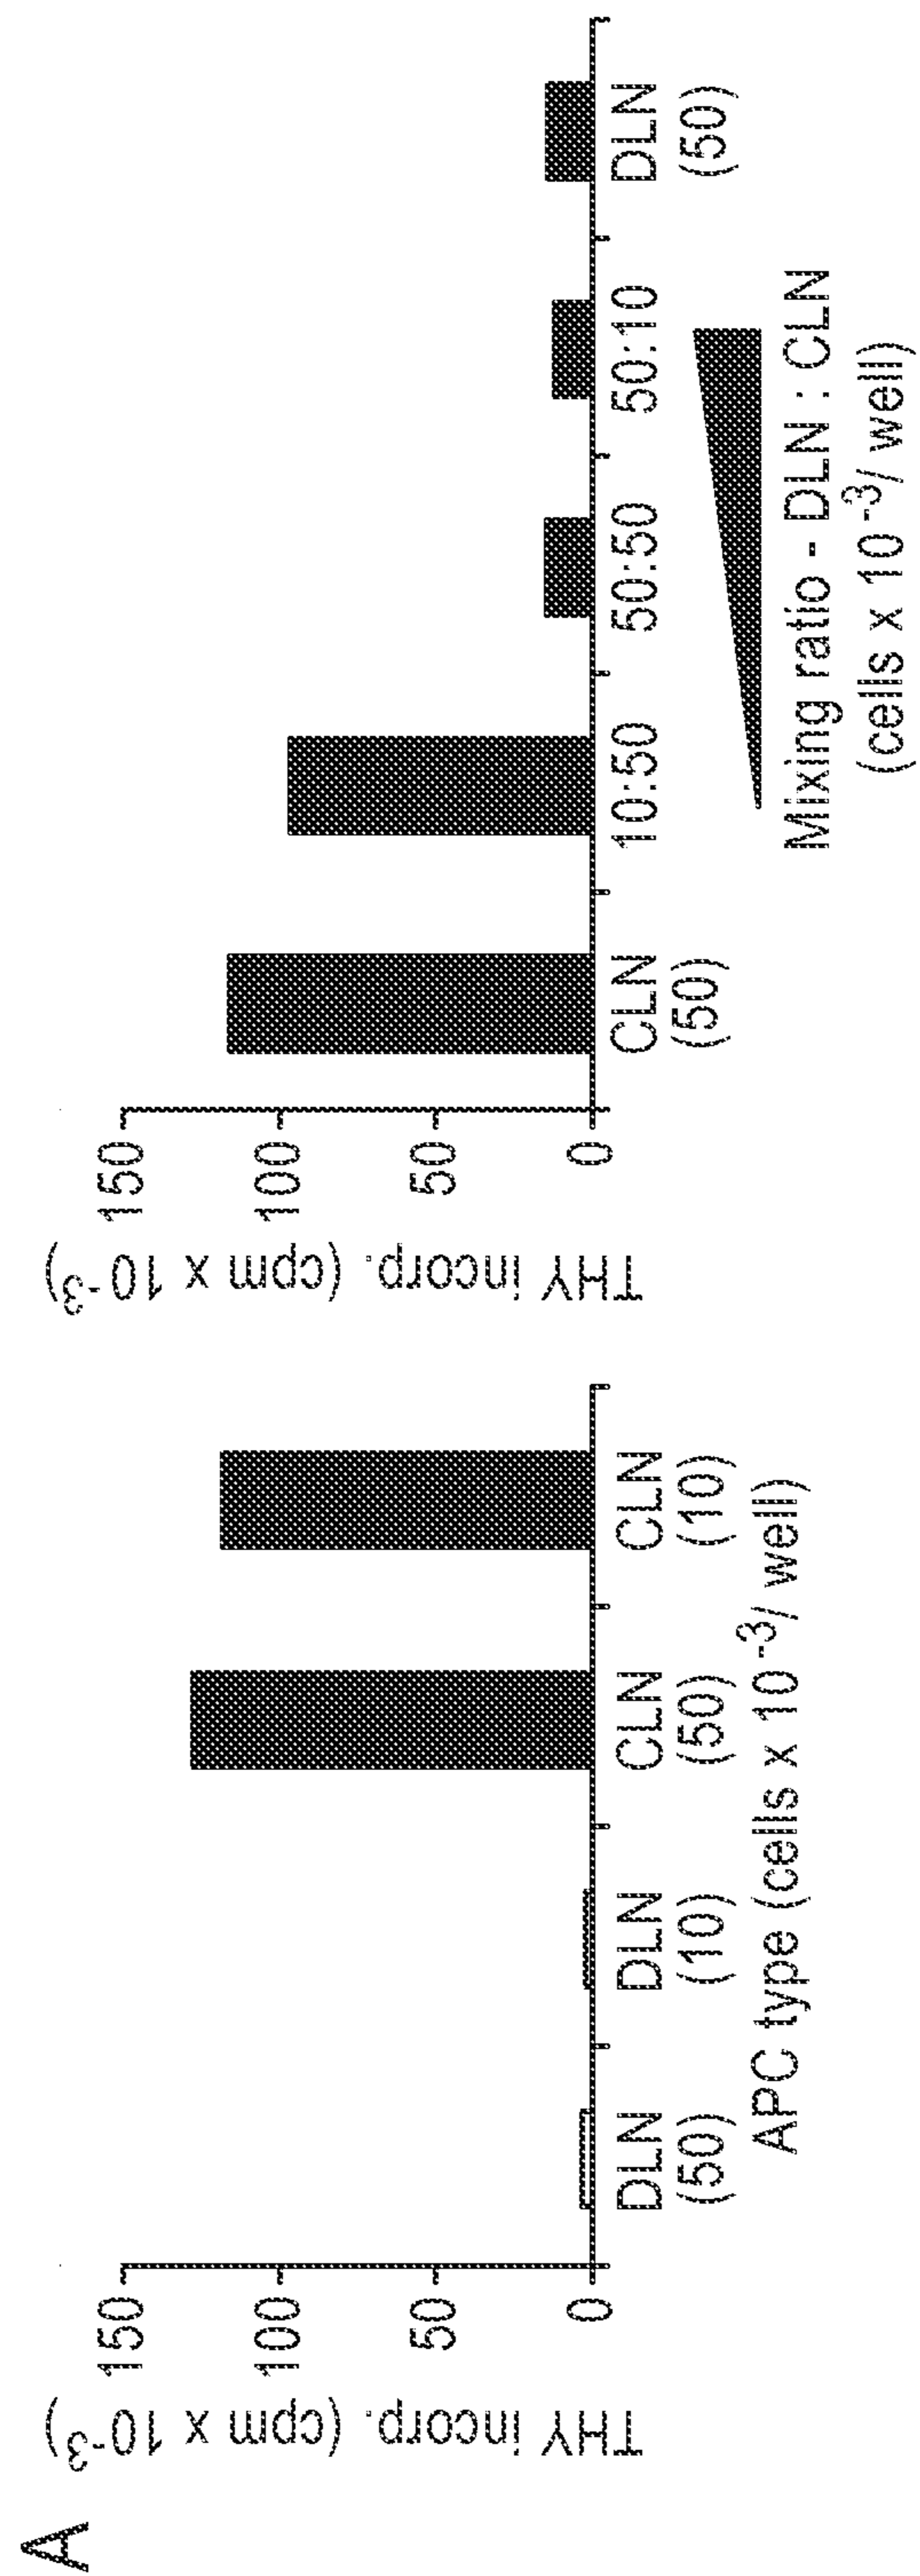 A
THY incorp. (cpm x 10⁻³)
150
100
50
0
DLN
(50)
DLN
(10)
CLN
(50)
CLN
(10)
APC type (cells x 10⁻³/ well)
THY incorp. (cpm x 10⁻³)
150
100
50
0
CLN
(50)
10:50
50:50
50:10
DLN
(50)
Mixing ratio - DLN : CLN
(cells x 10⁻³/ well)